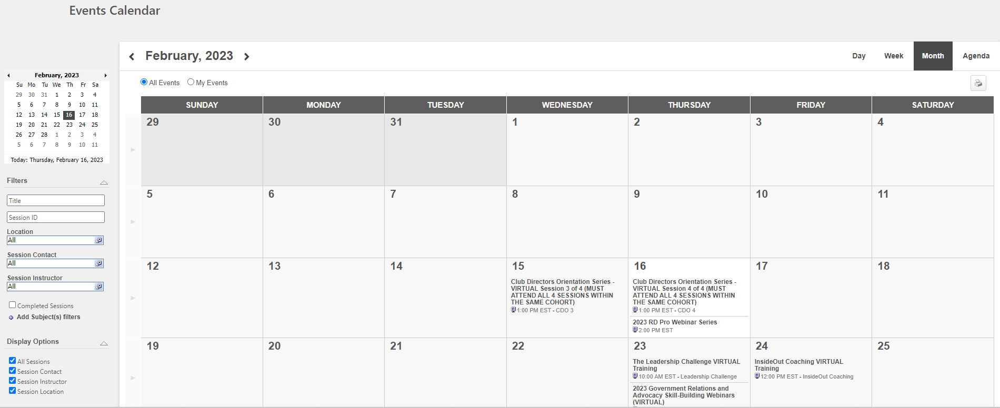 Events Calendar
February, 2023
Day Week Month Agenda
February, 2023
Su Mo Tu We Th Fr Sa
29 30 31 1 2 3 4
5 6 7 8 9 10 11
12 13 14 15 16 17 18
19 20 21 22 23 24 25
26 27 28 1 2 3 4
5 6 7 8 9 10 11
Today: Thursday, February 16, 2023
Filters
Title
Session ID
Location
All
Session Contact
All
Session Instructor
All
Completed Sessions
Add Subject(s) filters
Display Options
All Sessions
Session Contact
Session Instructor
Session Location
All Events My Events
SUNDAY MONDAY TUESDAY WEDNESDAY THURSDAY FRIDAY SATURDAY
29 30 31 1 2 3 4
5 6 7 8 9 10 11
12 13 14 15 16 17 18
Club Directors Orientation Series -
VIRTUAL Session 3 of 4 (MUST
ATTEND ALL 4 SESSIONS WITHIN
THE SAME COHORT)
1:00 PM EST - CDO 3
Club Directors Orientation Series -
VIRTUAL Session 4 of 4 (MUST
ATTEND ALL 4 SESSIONS WITHIN
THE SAME COHORT)
1:00 PM EST - CDO 4
2023 RD Pro Webinar Series
2:00 PM EST
19 20 21 22 23 24 25
The Leadership Challenge VIRTUAL
Training
10:00 AM EST - Leadership Challenge
2023 Government Relations and
Advocacy Skill-Building Webinars
(VIRTUAL)
InsideOut Coaching VIRTUAL
Training
12:00 PM EST - InsideOut Coaching